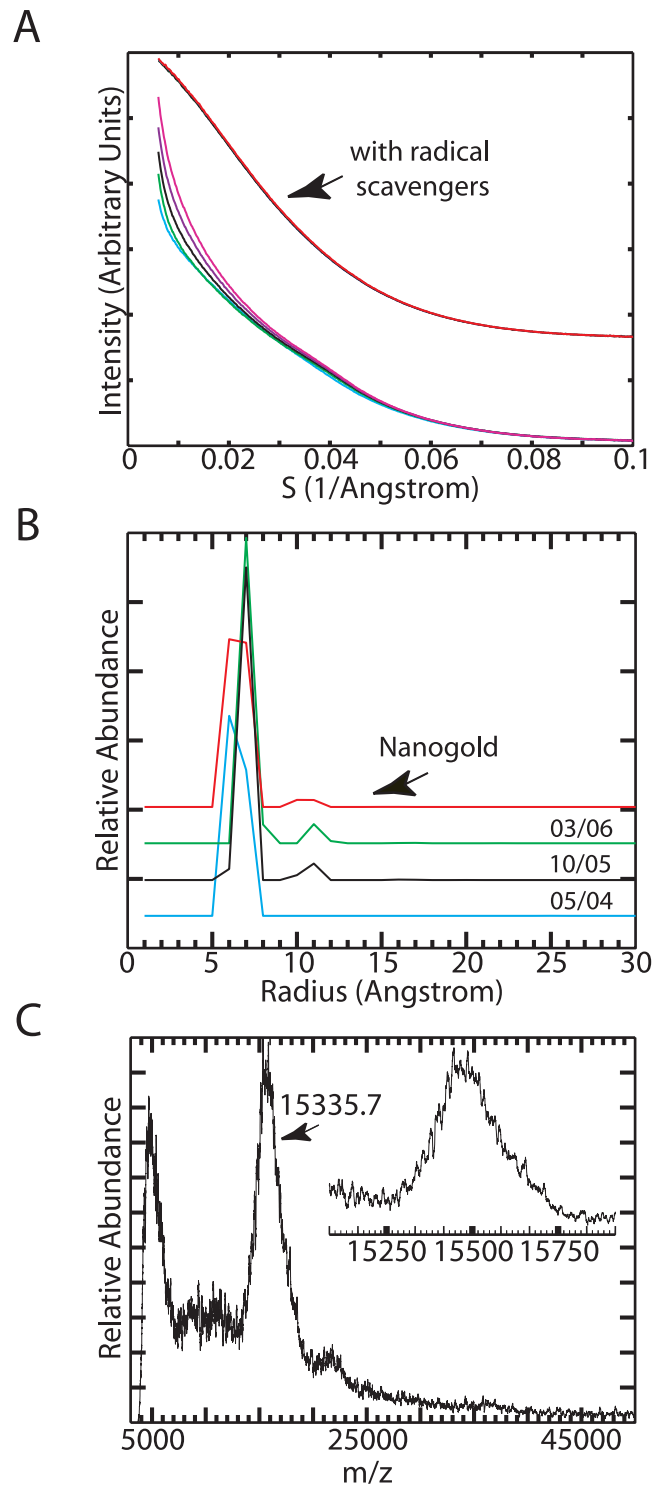 A
Intensity (Arbitrary Units)
with radical
scavengers
0 0.02 0.04 0.06 0.08 0.1
S (1/Angstrom)
B
Relative Abundance
Nanogold
03/06
10/05
05/04
0 5 10 15 20 25 30
Radius (Angstrom)
C
Relative Abundance
15335.7
15250 15500 15750
5000 25000 45000
m/z